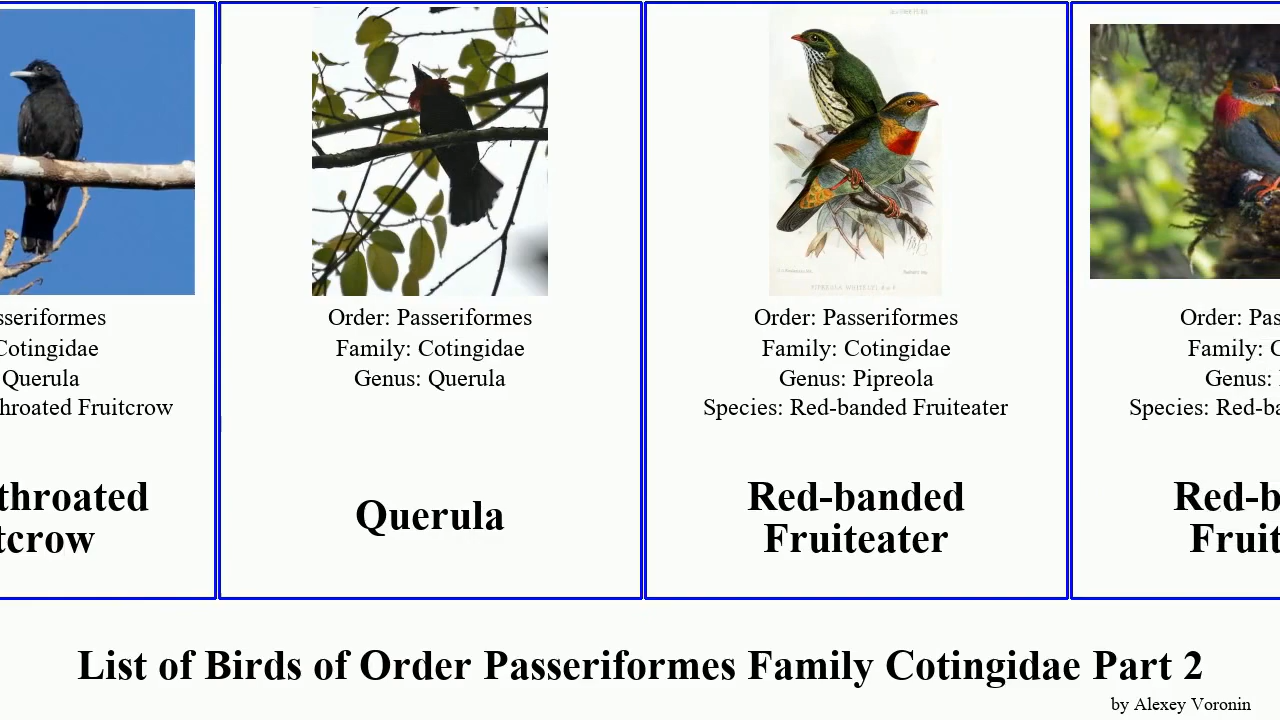 sseriformes
Cotingidae
Querula
hroated Fruitcrow
throated
tcrow
Order: Passeriformes
Family: Cotingidae
Genus: Querula
Querula
Order: Passeriformes
Family: Cotingidae
Genus: Pipreola
Species: Red-banded Fruiteater
Red-banded
Fruiteater
Order: Pas
Family: C
Genus:
Species: Red-ba
Red-b
Fruit
List of Birds of Order Passeriformes Family Cotingidae Part 2
by Alexey Voronin